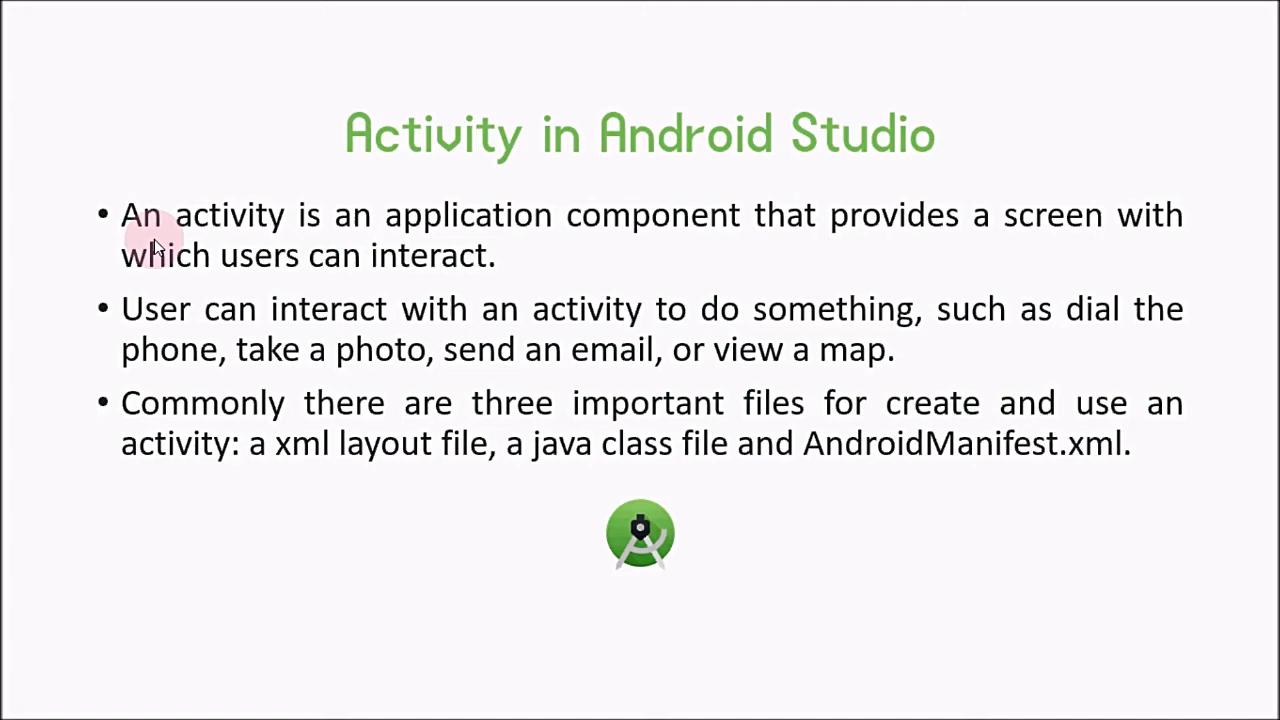 Activity in Android Studio
• An activity is an application component that provides a screen with
which users can interact.
• User can interact with an activity to do something, such as dial the
phone, take a photo, send an email, or view a map.
• Commonly there are three important files for create and use an
activity: a xml layout file, a java class file and AndroidManifest.xml.